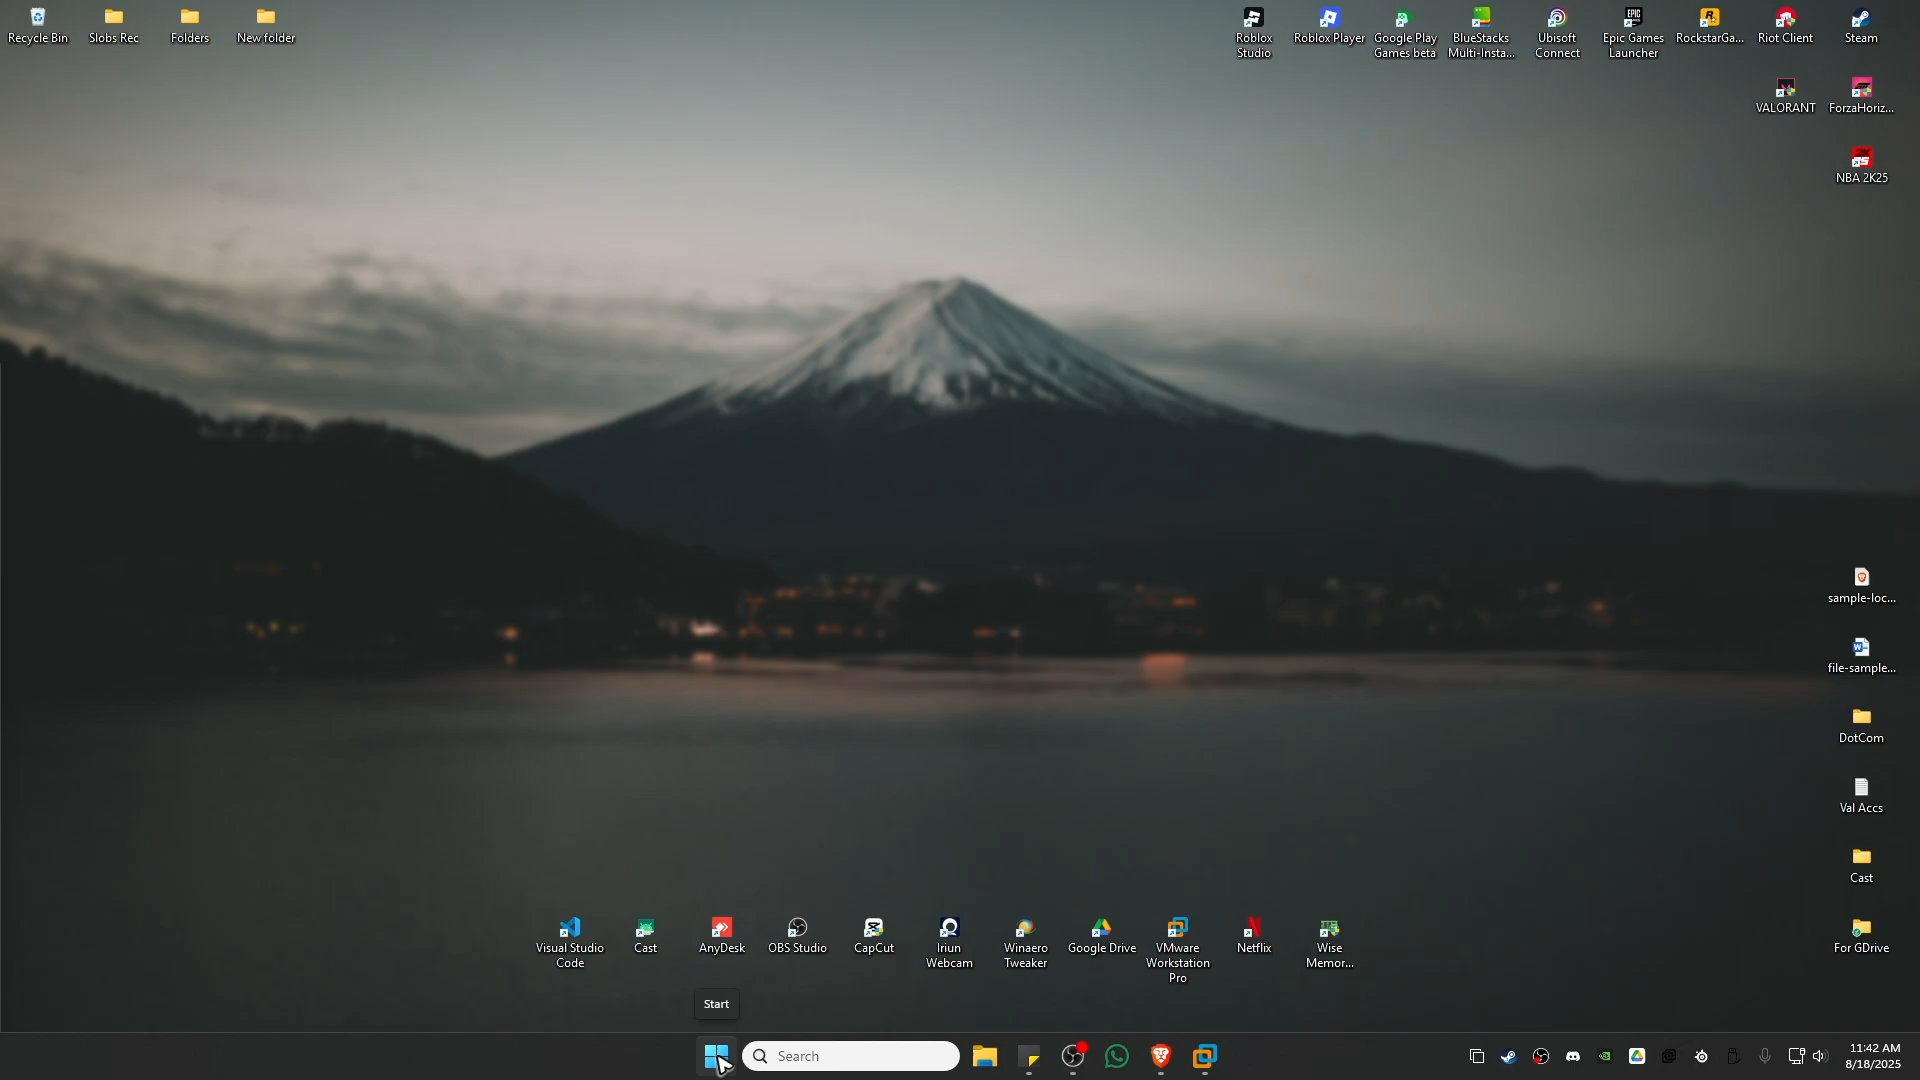 Recycle Bin
Slobs Rec
Folders
New folder
Roblox
Studio
Roblox Player
Google Play
Games beta
BlueStacks
Multi-Insta...
Ubisoft
Connect
EPIC
Epic Games
Launcher
RockstarGa...
Riot Client
Steam
VALORANT
ForzaHoriz...
NBA 2K25
sample-loc...
file-sample...
DotCom
Val Accs
Cast
For GDrive
Visual Studio
Code
Cast
AnyDesk
OBS Studio
CapCut
Iriun
Webcam
Winaero
Tweaker
Google Drive
VMware
Workstation
Pro
Netflix
Wise
Memor...
Start
Search
11:42 AM
8/18/2025